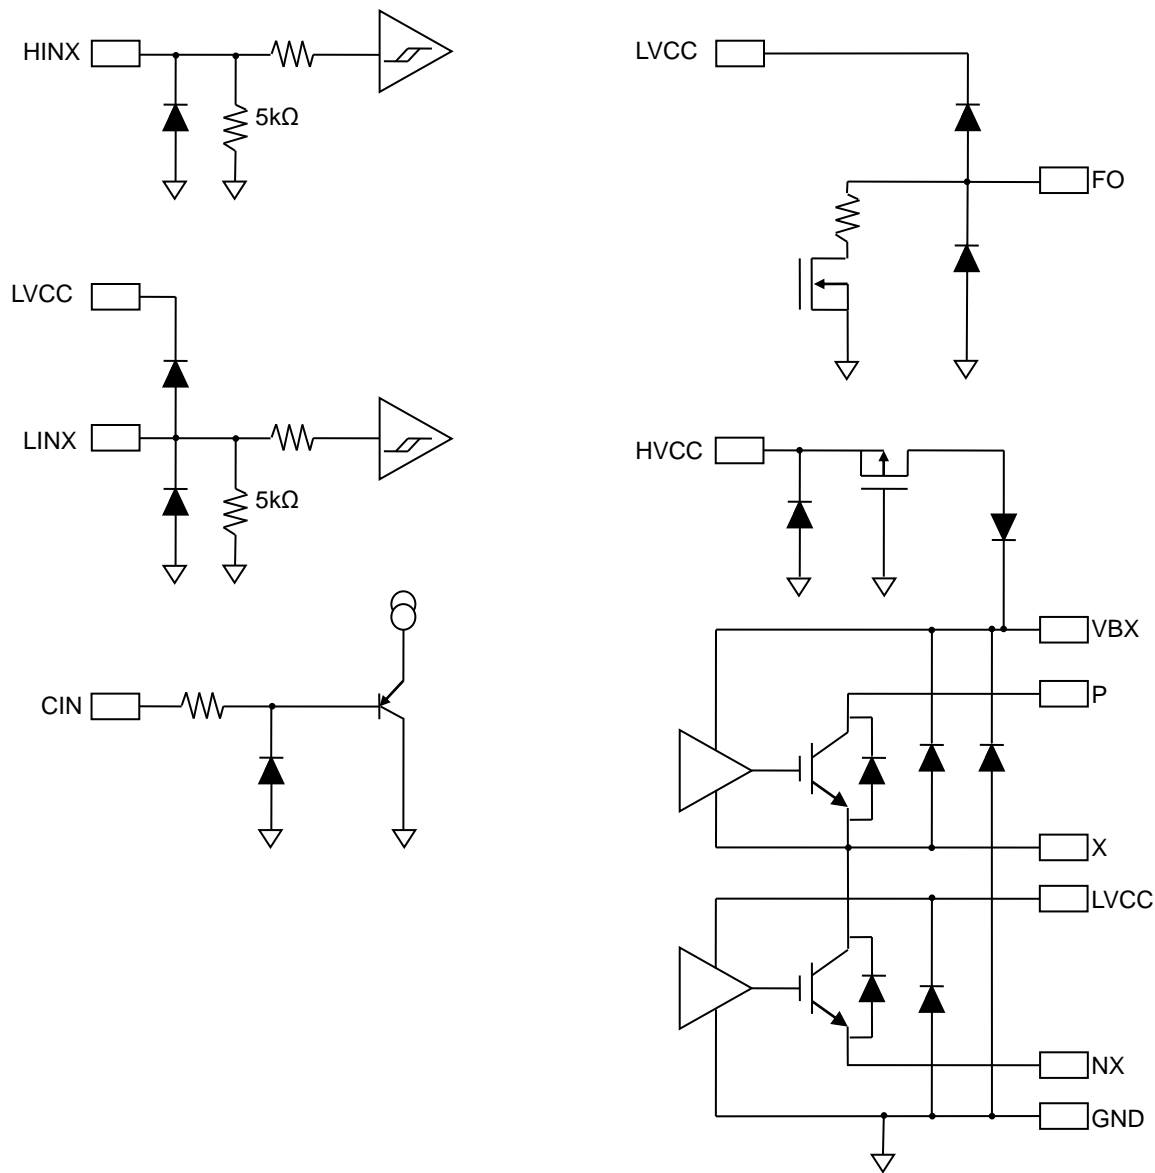 HINX
5kΩ
LVCC
LINX
5kΩ
CIN
LVCC
FO
HVCC
VBX
P
X
LVCC
NX
GND